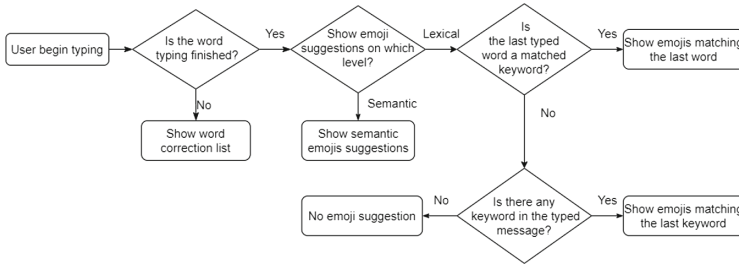 User begin typing
Is the word
typing finished?
Yes
Show emoji
suggestions on which
level?
Lexical
Is
the last typed
word a matched
keyword?
Yes
Show emojis matching
the last word
No
Show word
correction list
Semantic
Show semantic
emojis suggestions
No
No emoji suggestion
No
Is there any
keyword in the typed
message?
Yes
Show emojis matching
the last keyword